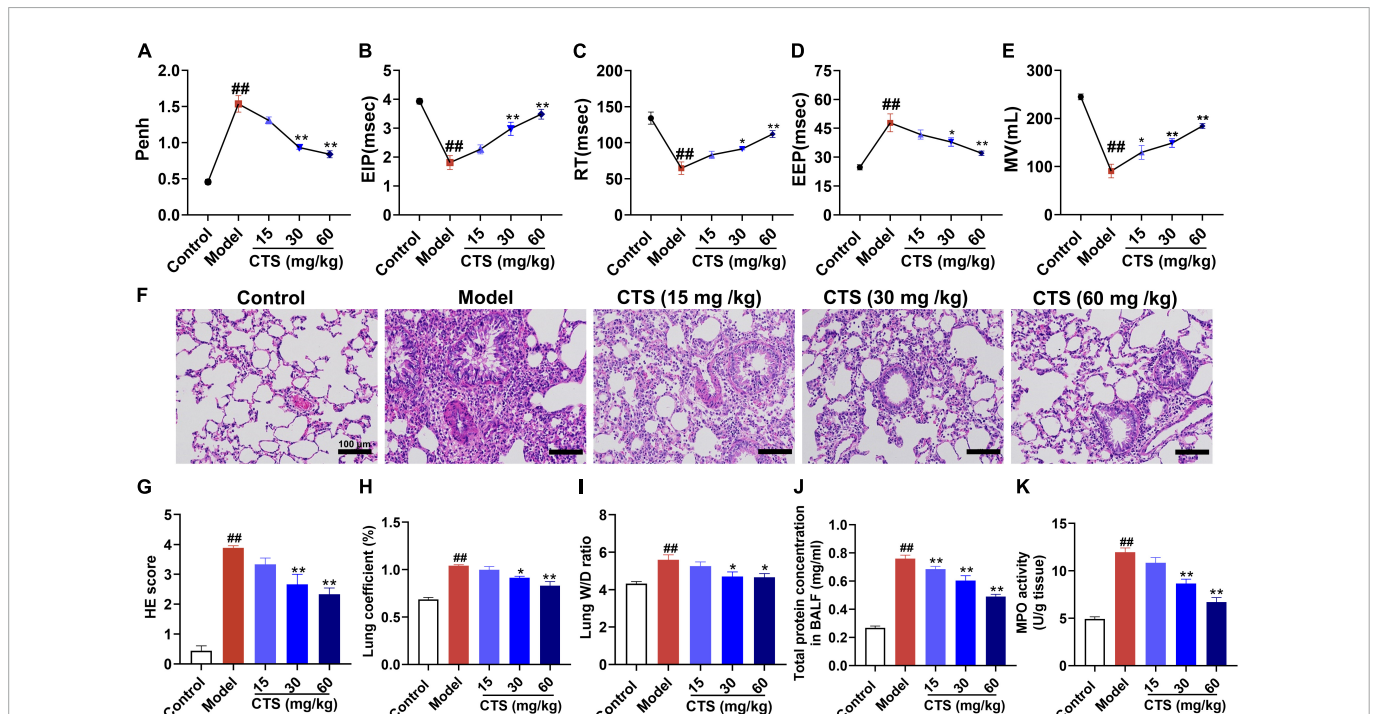 A
Penh
2.0
1.5
1.0
0.5
0.0
##
**
**
Control
Model
15
30
60
CTS (mg/kg)
B
EIP(msec)
5
4
3
2
1
0
##
**
**
Control
Model
15
30
60
CTS (mg/kg)
C
RT(msec)
200
150
100
50
0
##
*
**
Control
Model
15
30
60
CTS (mg/kg)
D
EEP(msec)
75
60
45
30
15
0
##
*
**
Control
Model
15
30
60
CTS (mg/kg)
E
MV(mL)
300
200
100
0
##
*
**
**
Control
Model
15
30
60
CTS (mg/kg)
F
Control
Model
CTS (15 mg /kg)
CTS (30 mg /kg)
CTS (60 mg /kg)
100 μm
G
HE score
5
4
3
2
1
0
##
**
**
Control
Model
15
30
60
CTS (mg/kg)
H
Lung coefficient (%)
1.5
1.0
0.5
0.0
##
*
**
Control
Model
15
30
60
CTS (mg/kg)
I
Lung W/D ratio
8
6
4
2
0
##
*
*
Control
Model
15
30
60
CTS (mg/kg)
J
Total protein concentration
in BALF (mg/ml)
1.0
0.8
0.6
0.4
0.2
0.0
##
**
**
**
Control
Model
15
30
60
CTS (mg/kg)
K
MPO activity
(U/g tissue)
15
10
5
0
##
**
**
Control
Model
15
30
60
CTS (mg/kg)